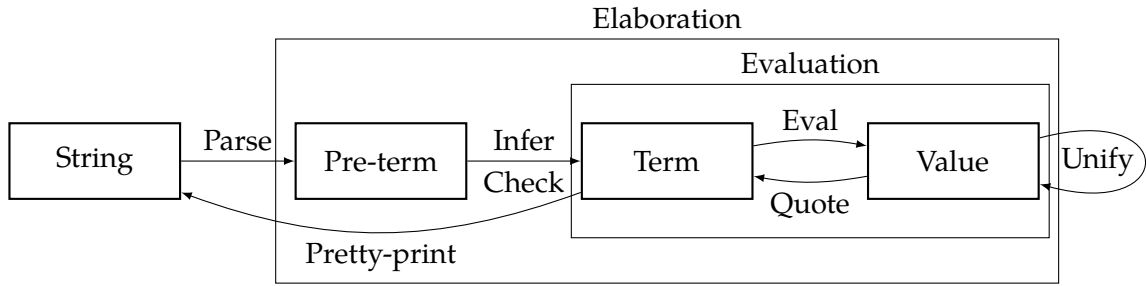 Elaboration
Evaluation
String
Parse
Pre-term
Infer
Check
Term
Eval
Quote
Value
Unify
Pretty-print